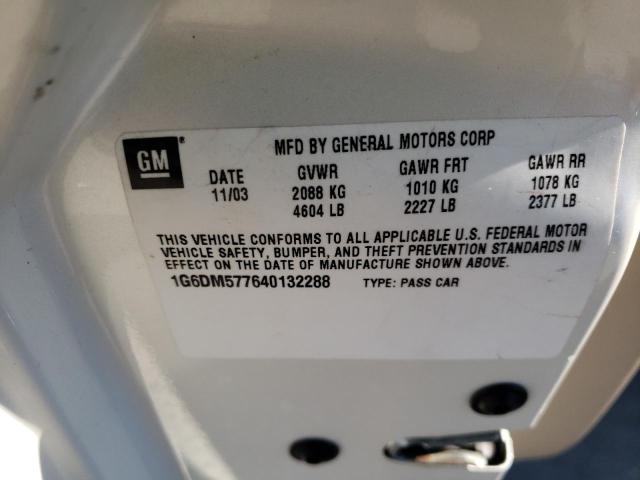 GM®
MFD BY GENERAL MOTORS CORP
DATE GVWR GAWR FRT GAWR RR
11/03 2088 KG 1010 KG 1078 KG
4604 LB 2227 LB 2377 LB
THIS VEHICLE CONFORMS TO ALL APPLICABLE U.S. FEDERAL MOTOR
VEHICLE SAFETY, BUMPER, AND THEFT PREVENTION STANDARDS IN
EFFECT ON THE DATE OF MANUFACTURE SHOWN ABOVE.
1G6DM577640132288 TYPE: PASS CAR